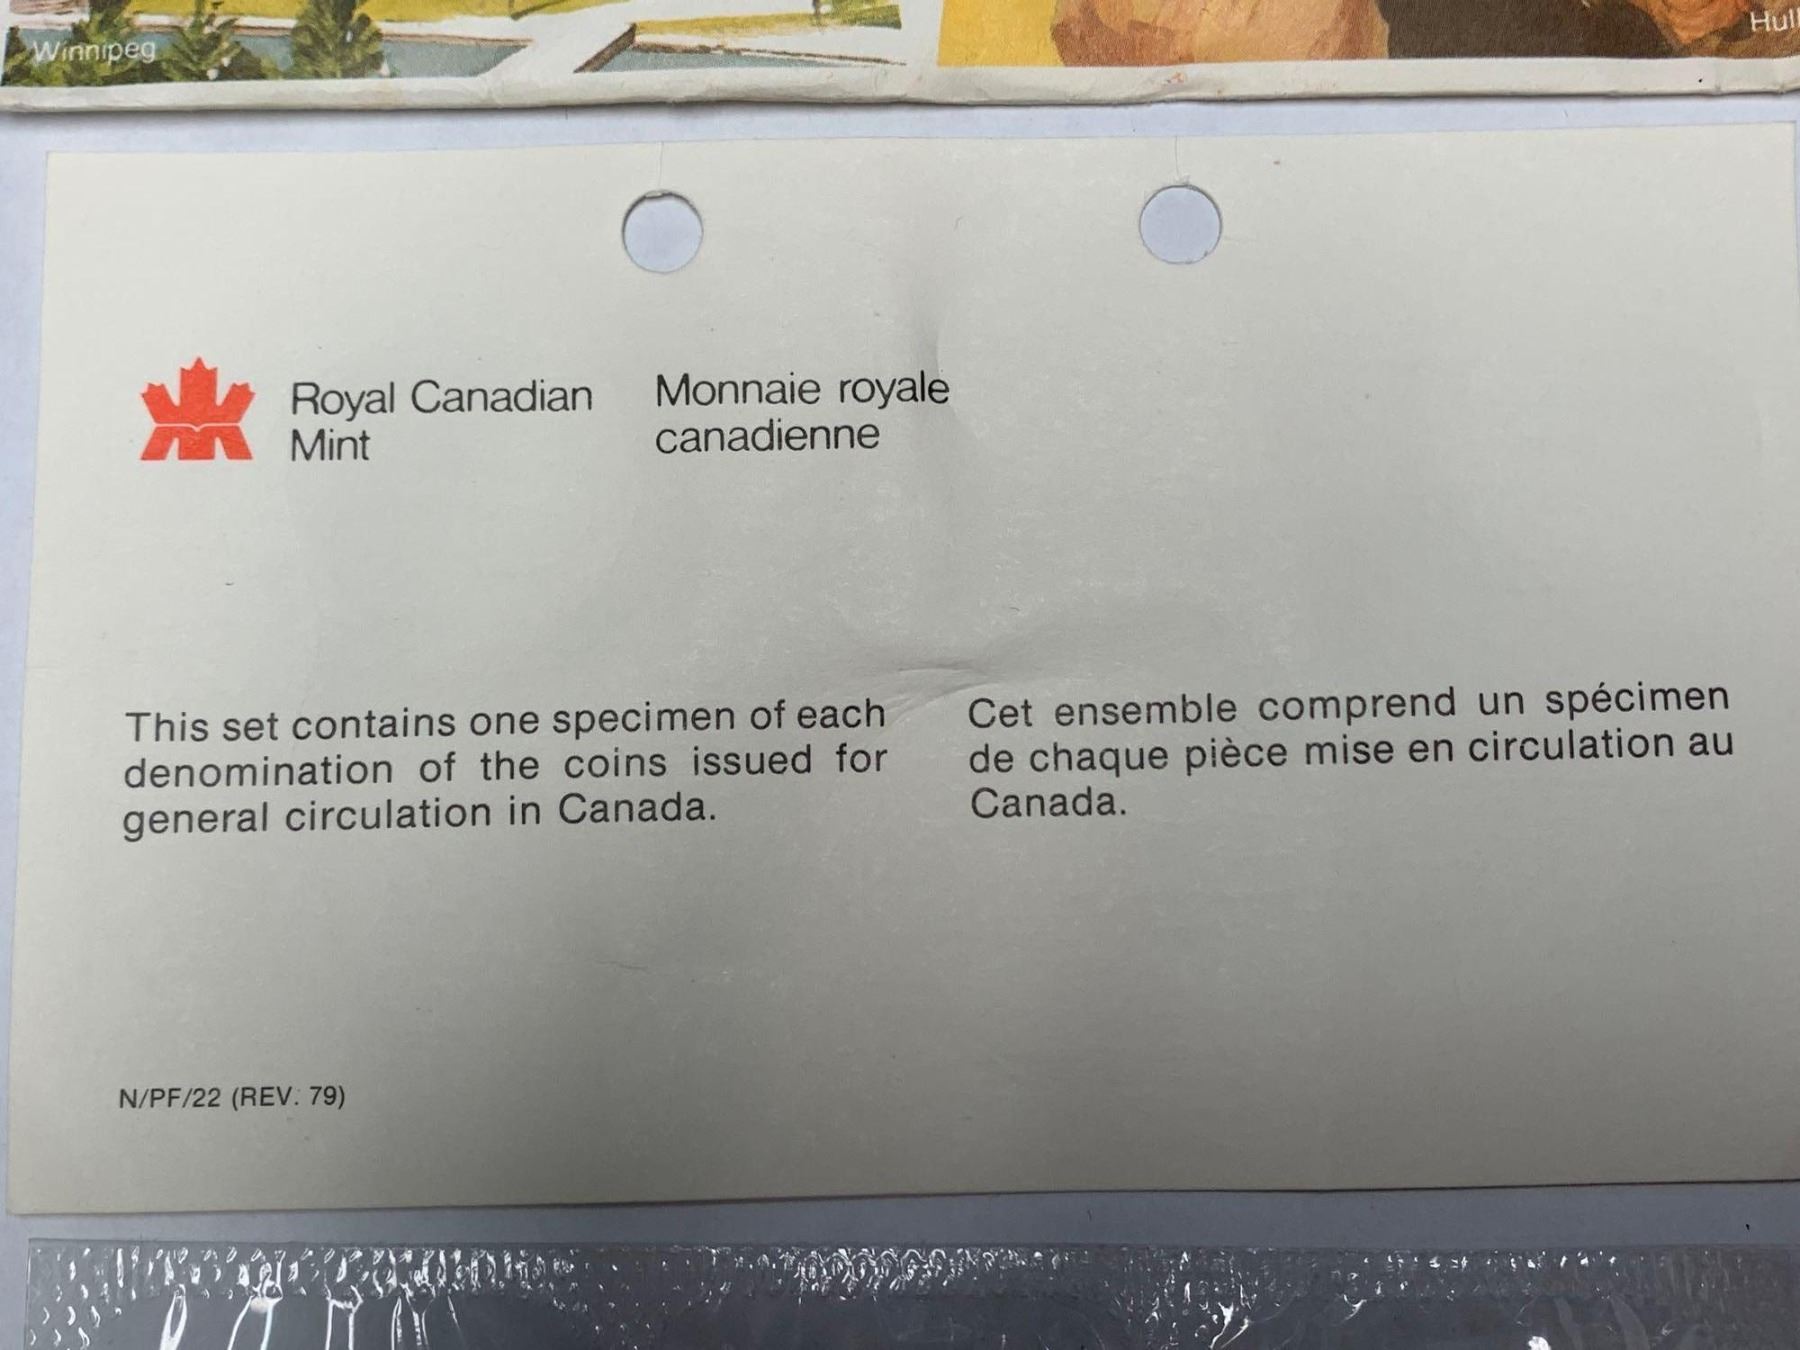 Winnipeg
Hull
Royal Canadian
Mint
Monnaie royale
canadienne
This set contains one specimen of each
denomination of the coins issued for
general circulation in Canada.
Cet ensemble comprend un spécimen
de chaque pièce mise en circulation au
Canada.
N/PF/22 (REV. 79)